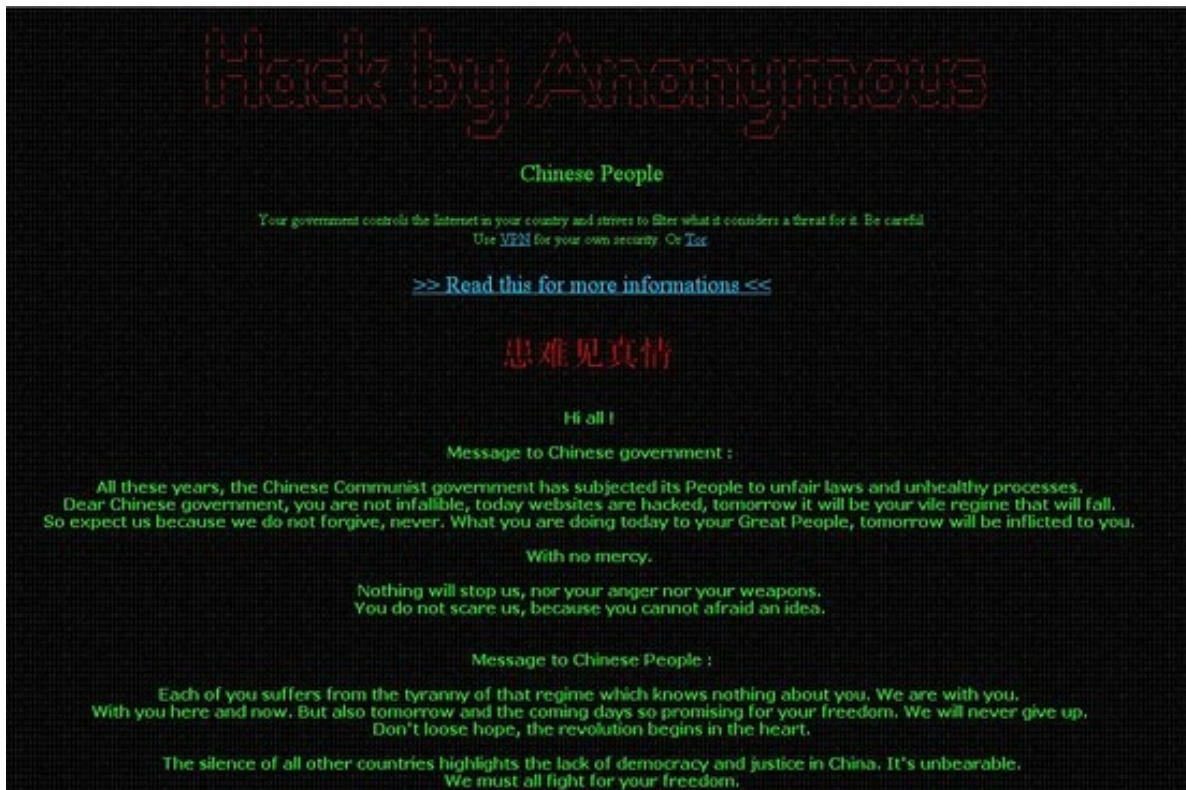 Hack by Anonymous
Chinese People
Your government controls the Internet in your country and strives to filter what it considers a threat for it. Be careful
Use VPN for your own security. Or Tor
>> Read this for more informations <<
患难见真情
Hi all !
Message to Chinese government :
All these years, the Chinese Communist government has subjected its People to unfair laws and unhealthy processes.
Dear Chinese government, you are not infallible, today websites are hacked, tomorrow it will be your vile regime that will fall.
So expect us because we do not forgive, never. What you are doing today to your Great People, tomorrow will be inflicted to you.
With no mercy.
Nothing will stop us, nor your anger nor your weapons.
You do not scare us, because you cannot afraid an idea.
Message to Chinese People :
Each of you suffers from the tyranny of that regime which knows nothing about you. We are with you.
With you here and now. But also tomorrow and the coming days so promising for your freedom. We will never give up.
Don't loose hope, the revolution begins in the heart.
The silence of all other countries highlights the lack of democracy and justice in China. It's unbearable.
We must all fight for your freedom.